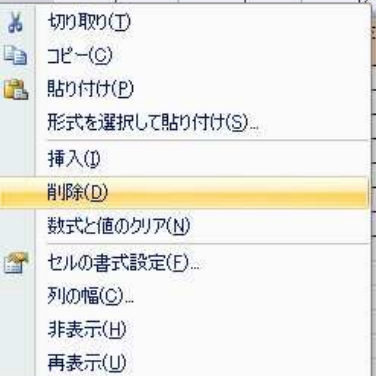 切り取り(T)
コピー(C)
貼り付け(P)
形式を選択して貼り付け(S)...
挿入(I)
削除(D)
数式と値のクリア(N)
セルの書式設定(F)...
列の幅(C)...
非表示(H)
再表示(U)